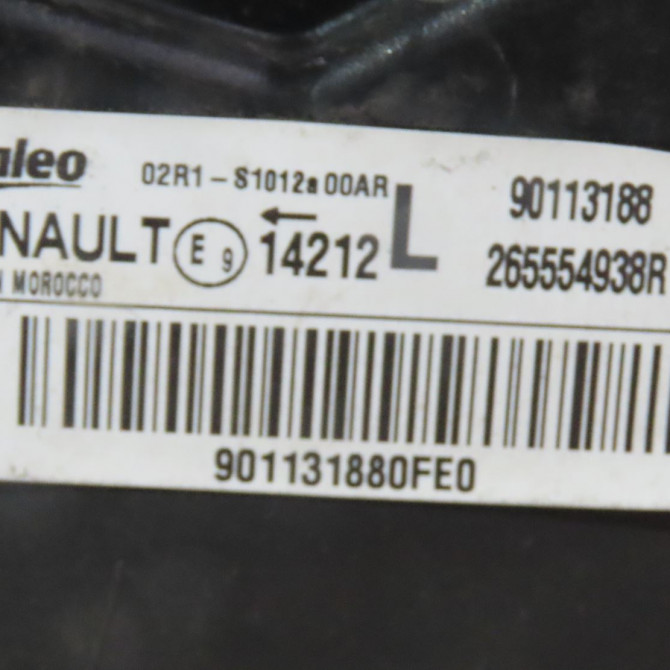 aleo 02R1-S1012a 00AR L 90113188
NAULT E 9 14212 265554938R
MOROCCO
901131880FE0